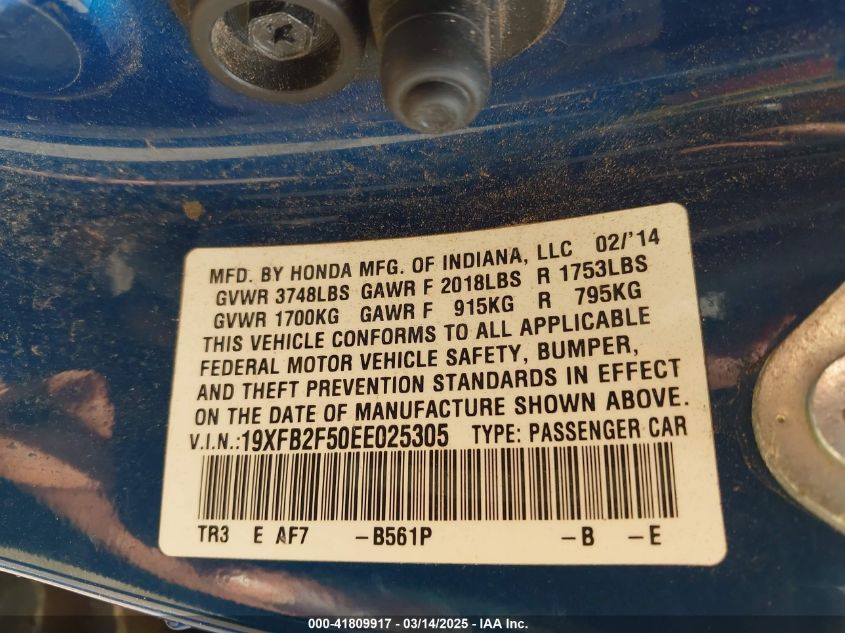 MFD. BY HONDA MFG. OF INDIANA, LLC 02/'14
GVWR 3748LBS GAWR F 2018LBS R 1753LBS
GVWR 1700KG GAWR F 915KG R 795KG
THIS VEHICLE CONFORMS TO ALL APPLICABLE
FEDERAL MOTOR VEHICLE SAFETY, BUMPER,
AND THEFT PREVENTION STANDARDS IN EFFECT
ON THE DATE OF MANUFACTURE SHOWN ABOVE.
V.I.N.:19XFB2F50EE025305 TYPE: PASSENGER CAR
TR3 E AF7 -B561P -B -E
000-41809917 - 03/14/2025 - IAA Inc.